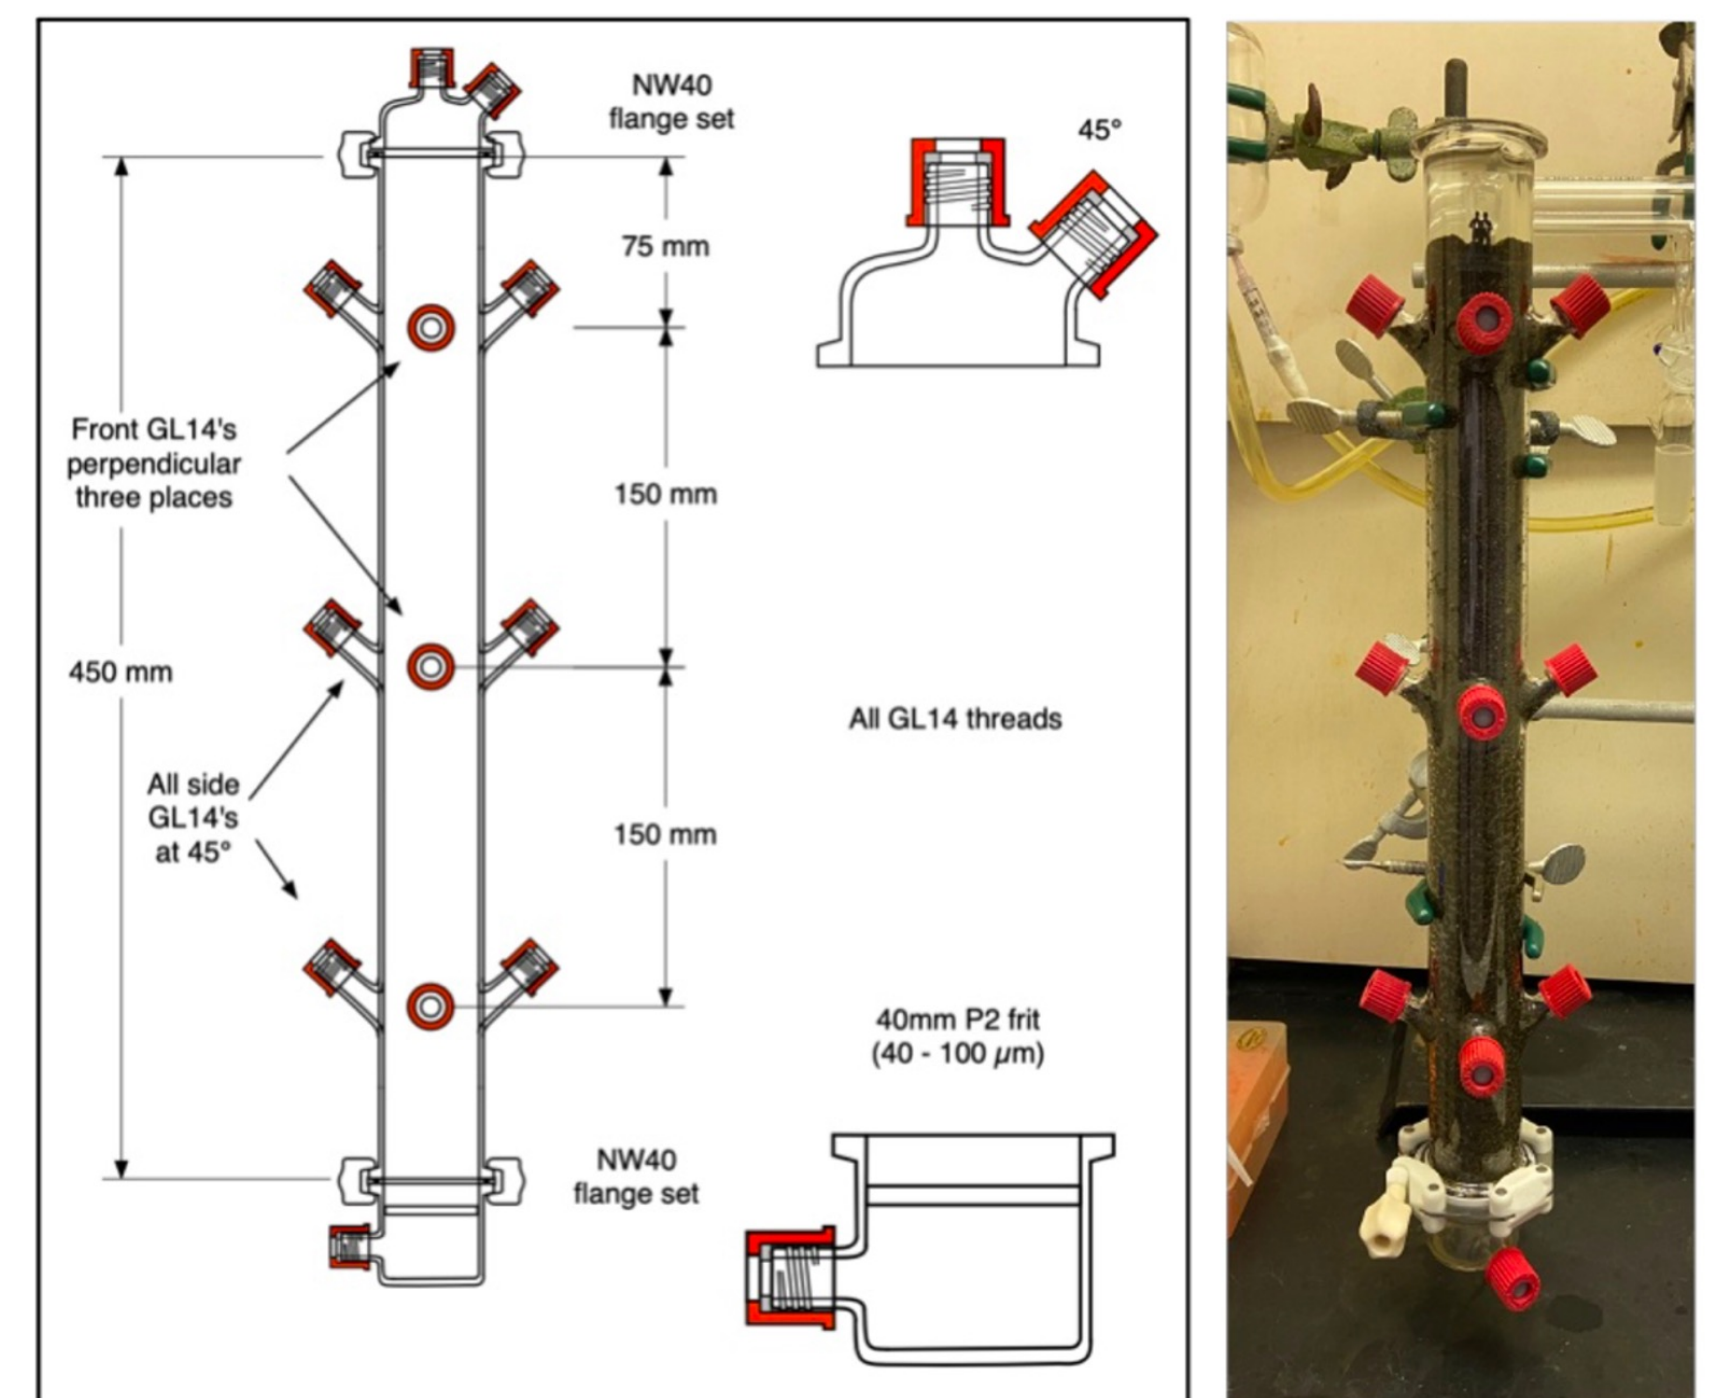 NW40
flange set
45°
75 mm
Front GL14's
perpendicular
three places
150 mm
450 mm
All GL14 threads
All side
GL14's
at 45°
150 mm
40mm P2 frit
(40 - 100 µm)
NW40
flange set